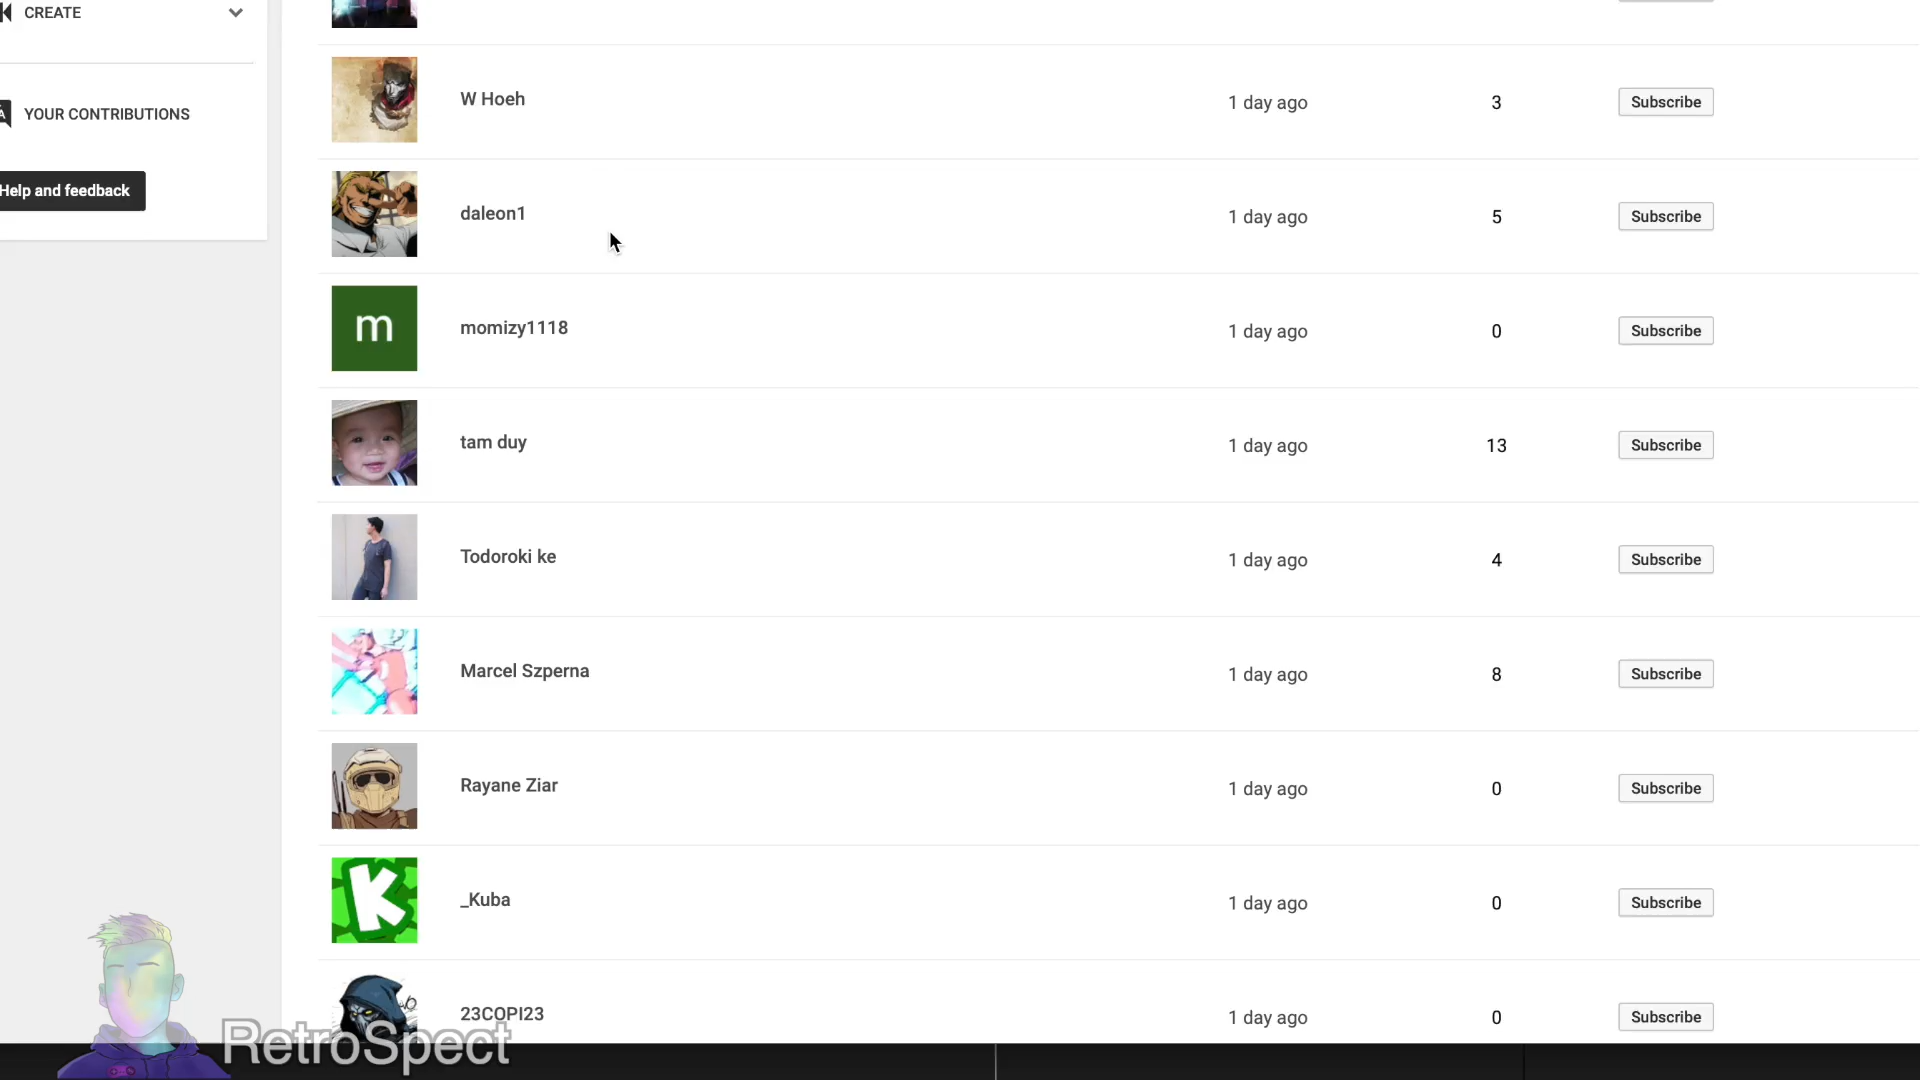 CREATE
YOUR CONTRIBUTIONS
Help and feedback
W Hoeh 1 day ago 3 Subscribe
daleon1 1 day ago 5 Subscribe
m
momizy1118 1 day ago 0 Subscribe
tam duy 1 day ago 13 Subscribe
Todoroki ke 1 day ago 4 Subscribe
Marcel Szperna 1 day ago 8 Subscribe
Rayane Ziar 1 day ago 0 Subscribe
K
_Kuba 1 day ago 0 Subscribe
23COPI23 1 day ago 0 Subscribe
RetroSpect